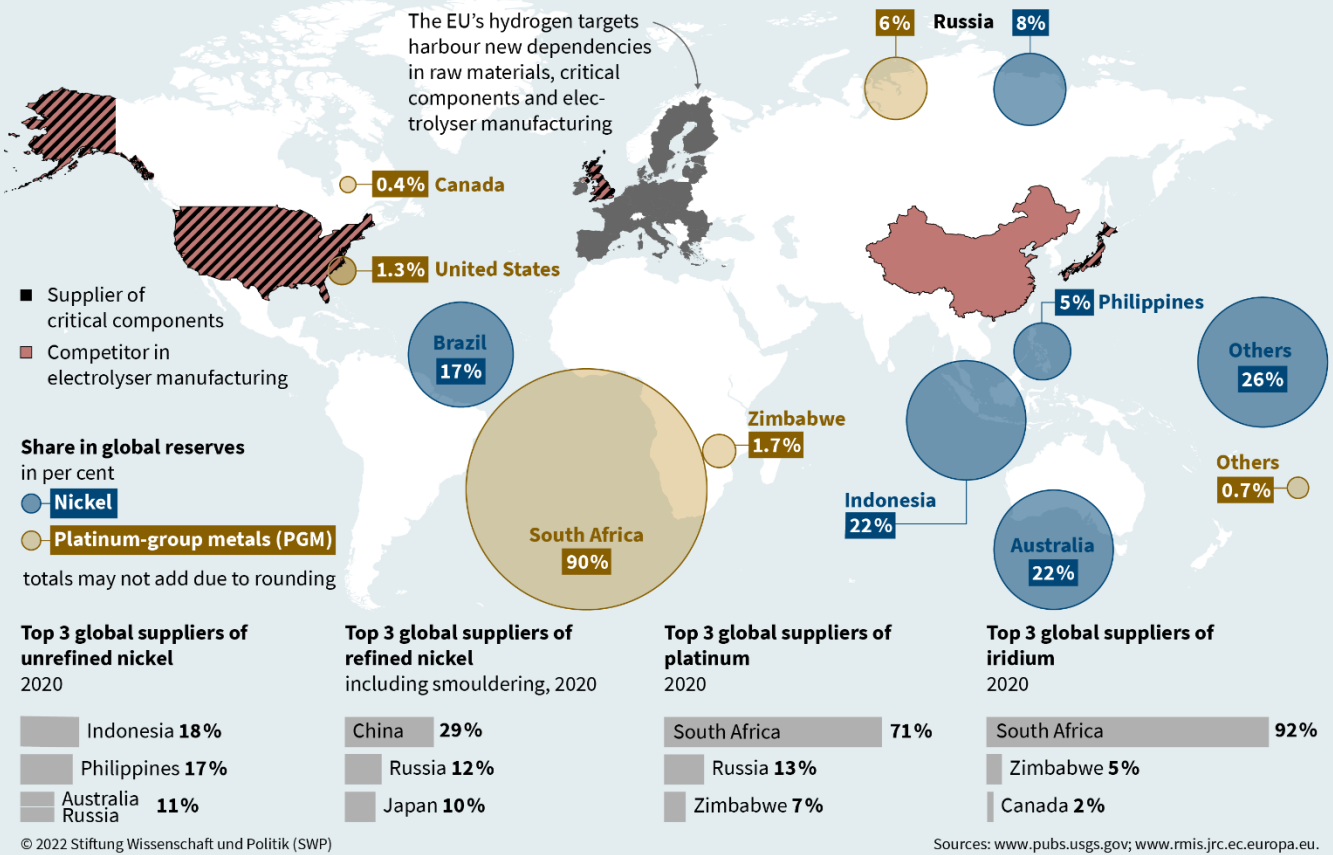 The EU’s hydrogen targets
harbour new dependencies
in raw materials, critical
components and elec-
trolyser manufacturing
6% Russia 8%
0.4% Canada
1.3% United States
Supplier of
critical components
Competitor in
electrolyser manufacturing
Brazil
17%
5% Philippines
Others
26%
Share in global reserves
in per cent
Nickel
Platinum-group metals (PGM)
totals may not add due to rounding
Zimbabwe
1.7%
South Africa
90%
Indonesia
22%
Australia
22%
Others
0.7%
Top 3 global suppliers of
unrefined nickel
2020
Indonesia 18%
Philippines 17%
Australia
Russia
11%
Top 3 global suppliers of
refined nickel
including smouldering, 2020
China 29%
Russia 12%
Japan 10%
Top 3 global suppliers of
platinum
2020
South Africa 71%
Russia 13%
Zimbabwe 7%
Top 3 global suppliers of
iridium
2020
South Africa 92%
Zimbabwe 5%
Canada 2%
© 2022 Stiftung Wissenschaft und Politik (SWP)
Sources: www.pubs.usgs.gov; www.rmis.jrc.ec.europa.eu.